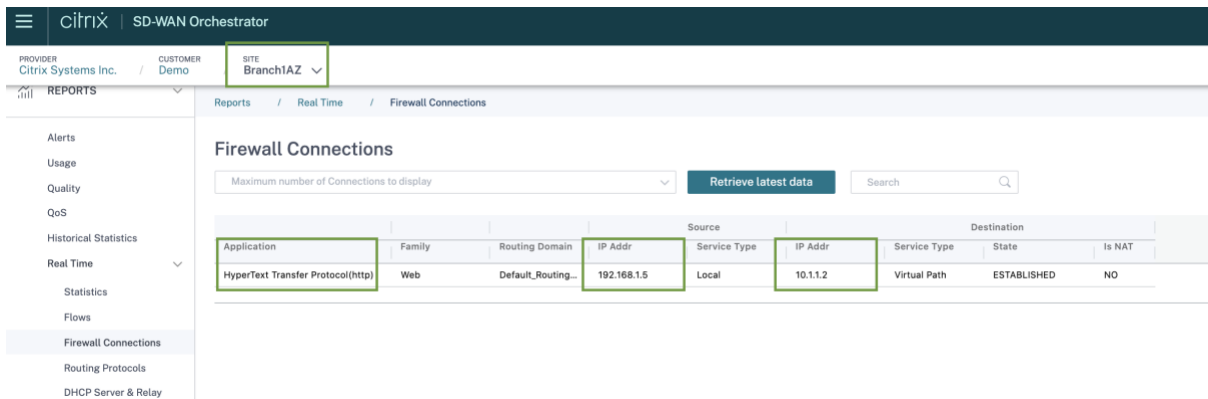 citrix | SD-WAN Orchestrator
PROVIDER CUSTOMER SITE
Citrix Systems Inc. / Demo / Branch1AZ
REPORTS
Reports / Real Time / Firewall Connections
Alerts
Usage
Quality
QoS
Historical Statistics
Real Time
Statistics
Flows
Firewall Connections
Routing Protocols
DHCP Server & Relay
Firewall Connections
Maximum number of Connections to display Retrieve latest data Search
Source Destination
Application Family Routing Domain IP Addr Service Type IP Addr Service Type State Is NAT
HyperText Transfer Protocol(http) Web Default_Routing... 192.168.1.5 Local 10.1.1.2 Virtual Path ESTABLISHED NO